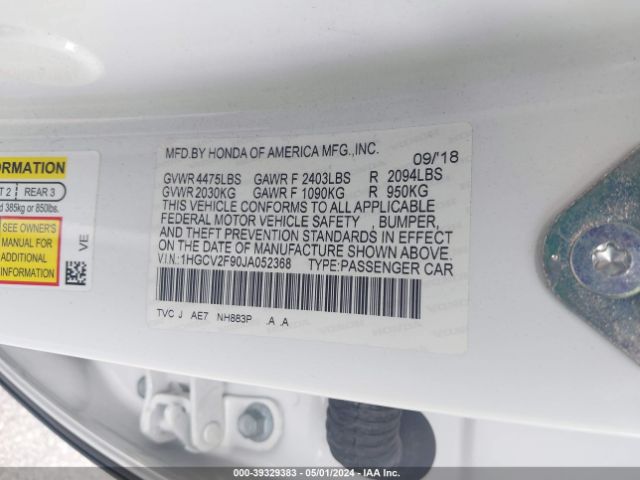 ORMATION
T 2 REAR 3
d 385kg or 850lbs.
SEE OWNER'S
MANUAL FOR
ADDITIONAL
INFORMATION
VE
MFD.BY HONDA OF AMERICA MFG.,INC. 09/'18
GVWR 4475LBS GAWR F 2403LBS R 2094LBS
GVWR 2030KG GAWR F 1090KG R 950KG
THIS VEHICLE CONFORMS TO ALL APPLICABLE
FEDERAL MOTOR VEHICLE SAFETY , BUMPER,
AND THEFT PREVENTION STANDARDS IN EFFECT
ON THE DATE OF MANUFACTURE SHOWN ABOVE.
V.I.N.:1HGCV2F90JA052368 TYPE:PASSENGER CAR
TVC J AE7 NH883P .A .A
000-39329383 - 05/01/2024 - IAA Inc.